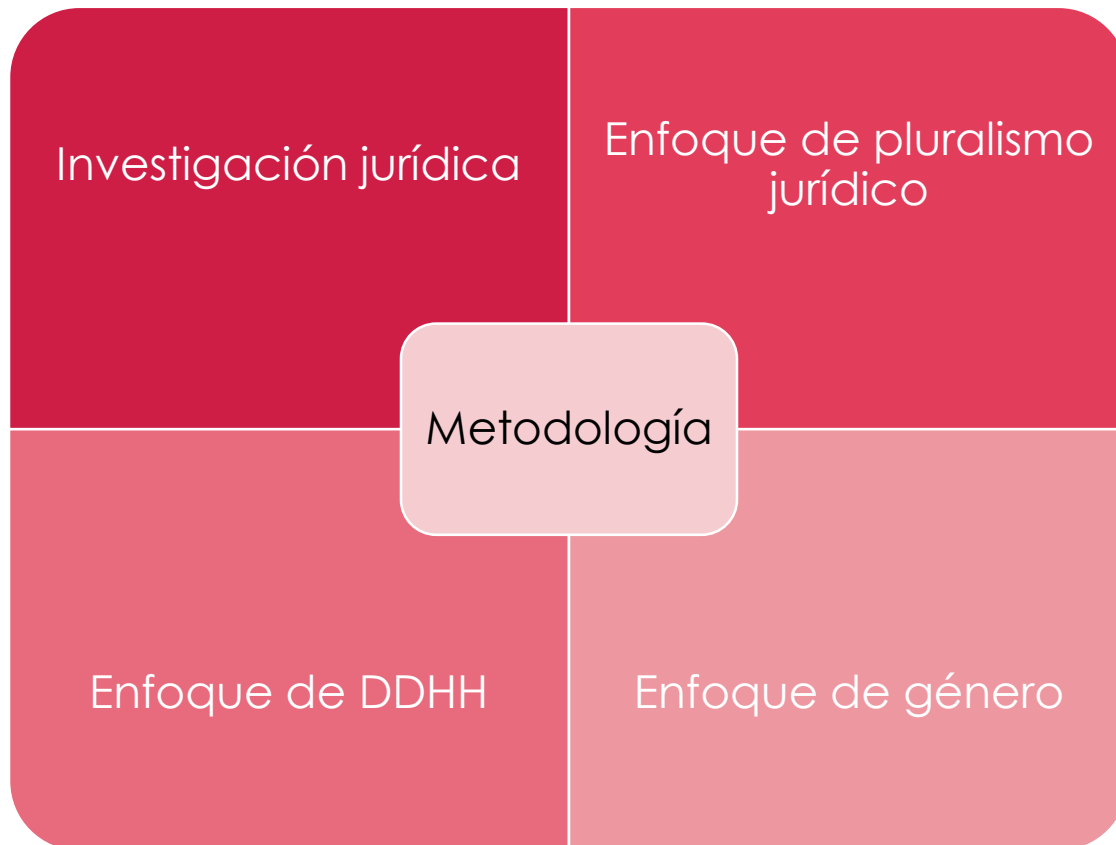 Investigación jurídica
Enfoque de pluralismo
jurídico
Metodología
Enfoque de DDHH
Enfoque de género